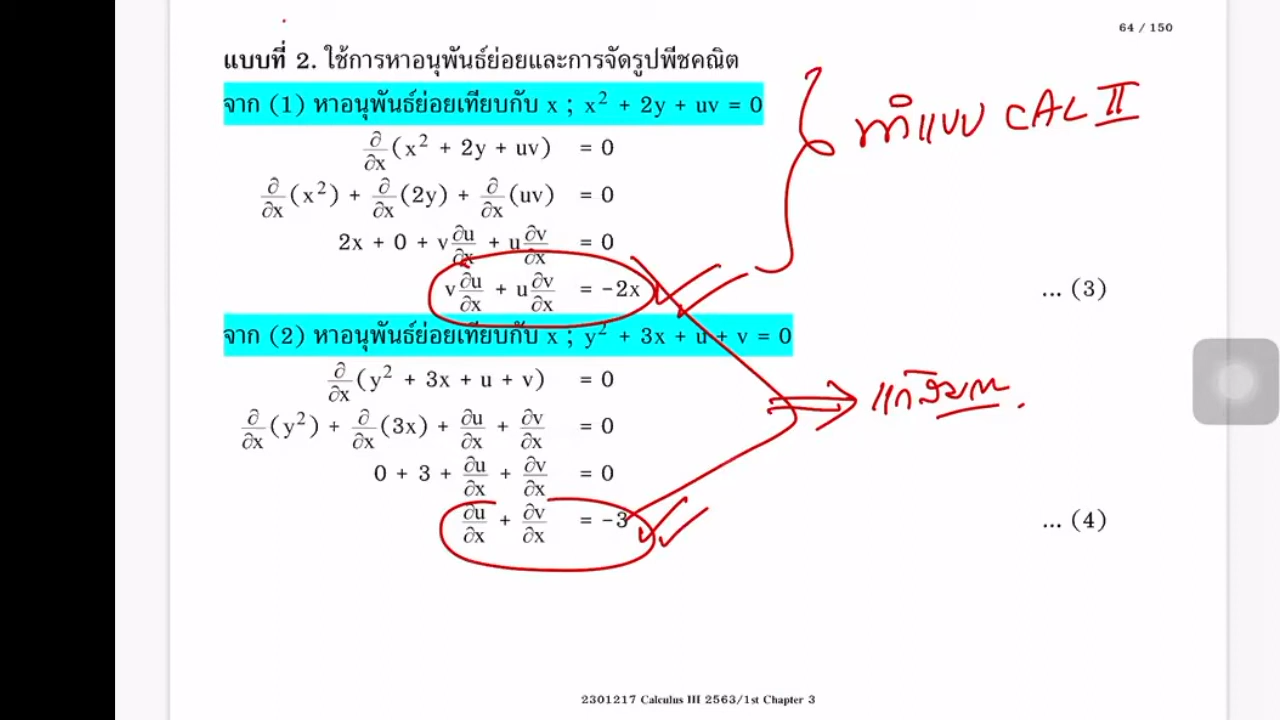 64 / 150
แบบที่ 2. ใช้การหาอนุพันธ์ย่อยและการจัดรูปพีชคณิต
จาก (1) หาอนุพันธ์ย่อยเทียบกับ x ; x² + 2y + uv = 0
ทำแบบ CAL II
∂/∂x (x² + 2y + uv) = 0
∂/∂x (x²) + ∂/∂x (2y) + ∂/∂x (uv) = 0
2x + 0 + v ∂u/∂x + u ∂v/∂x = 0
v ∂u/∂x + u ∂v/∂x = -2x ... (3)
จาก (2) หาอนุพันธ์ย่อยเทียบกับ x ; y² + 3x + u + v = 0
∂/∂x (y² + 3x + u + v) = 0
∂/∂x (y²) + ∂/∂x (3x) + ∂u/∂x + ∂v/∂x = 0
0 + 3 + ∂u/∂x + ∂v/∂x = 0
∂u/∂x + ∂v/∂x = -3 ... (4)
2301217 Calculus III 2563/1st Chapter 3